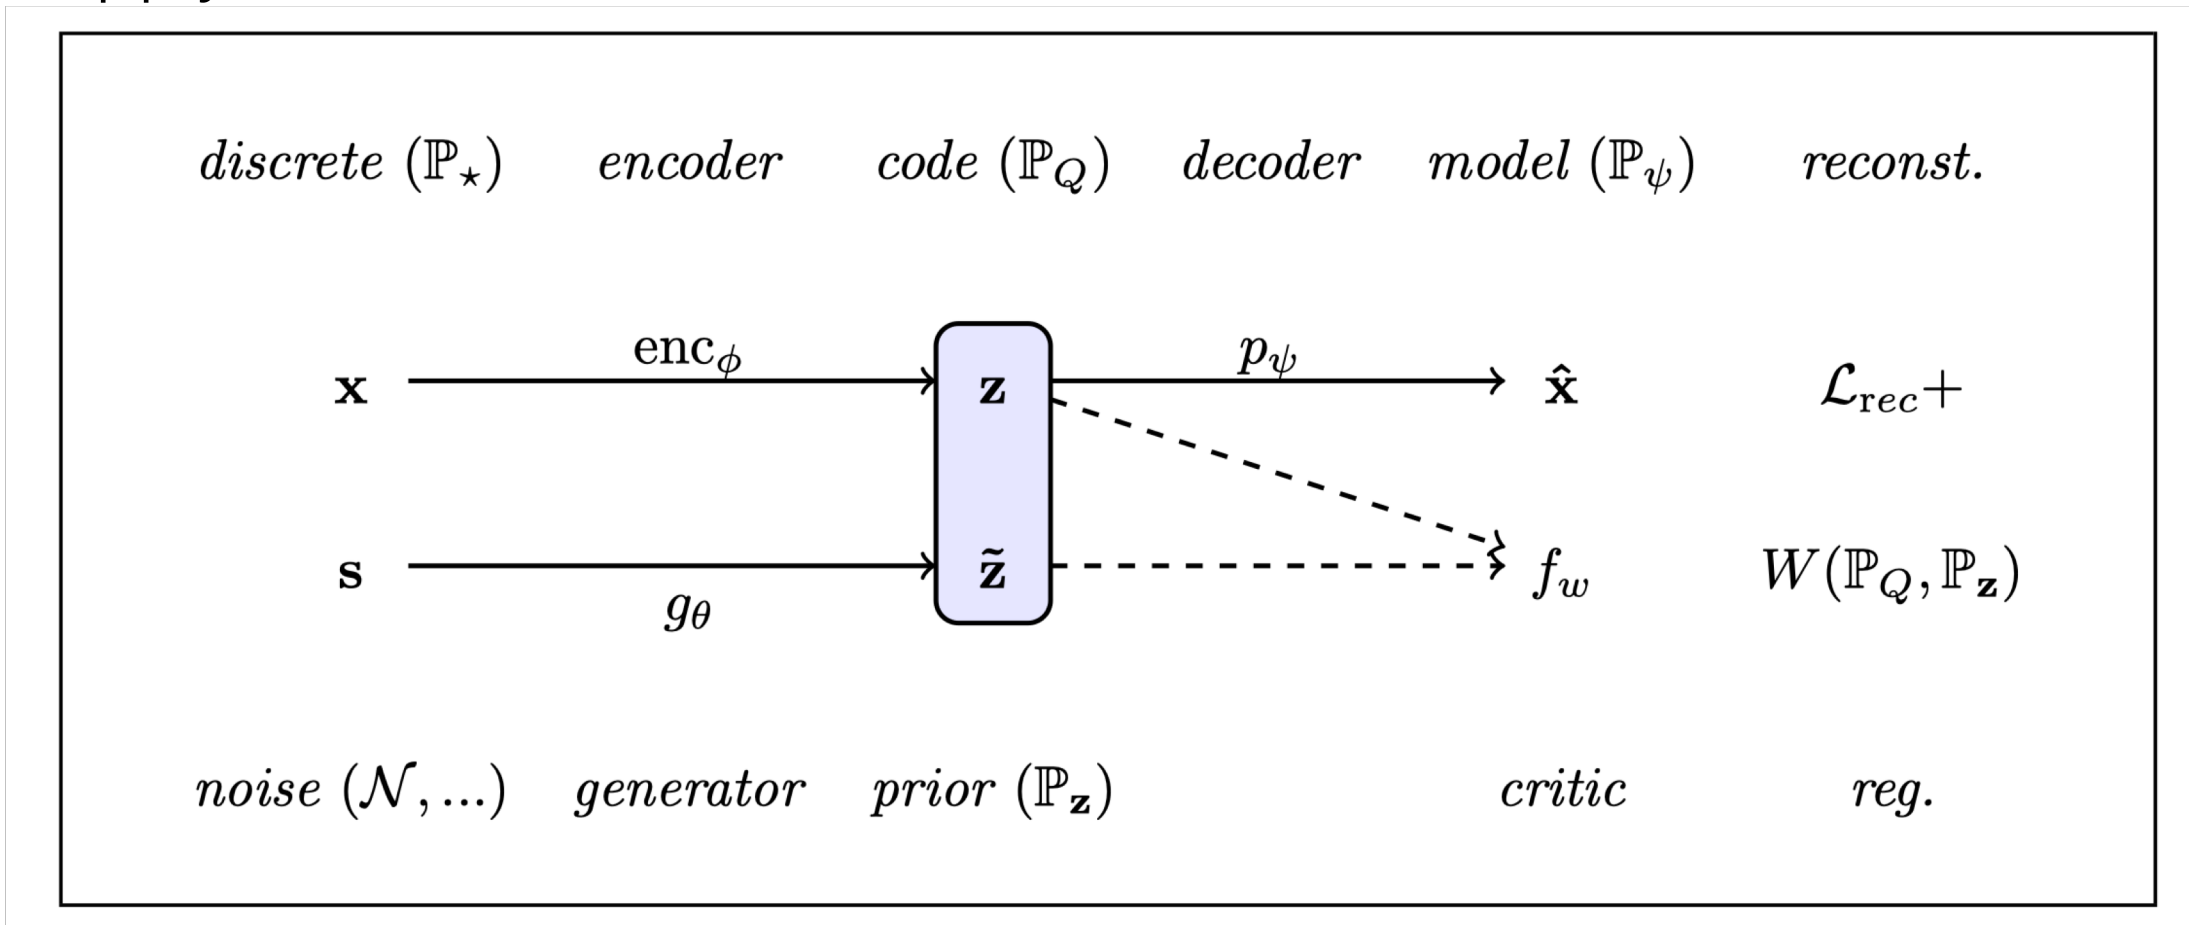 discrete (ℙ⋆) encoder code (ℙ_Q) decoder model (ℙ_ψ) reconst.
enc_ϕ p_ψ
x z x̂ ℒ_rec+
s z̃ f_w W(ℙ_Q, ℙ_z)
g_θ
noise (𝒩, ...) generator prior (ℙ_z) critic reg.